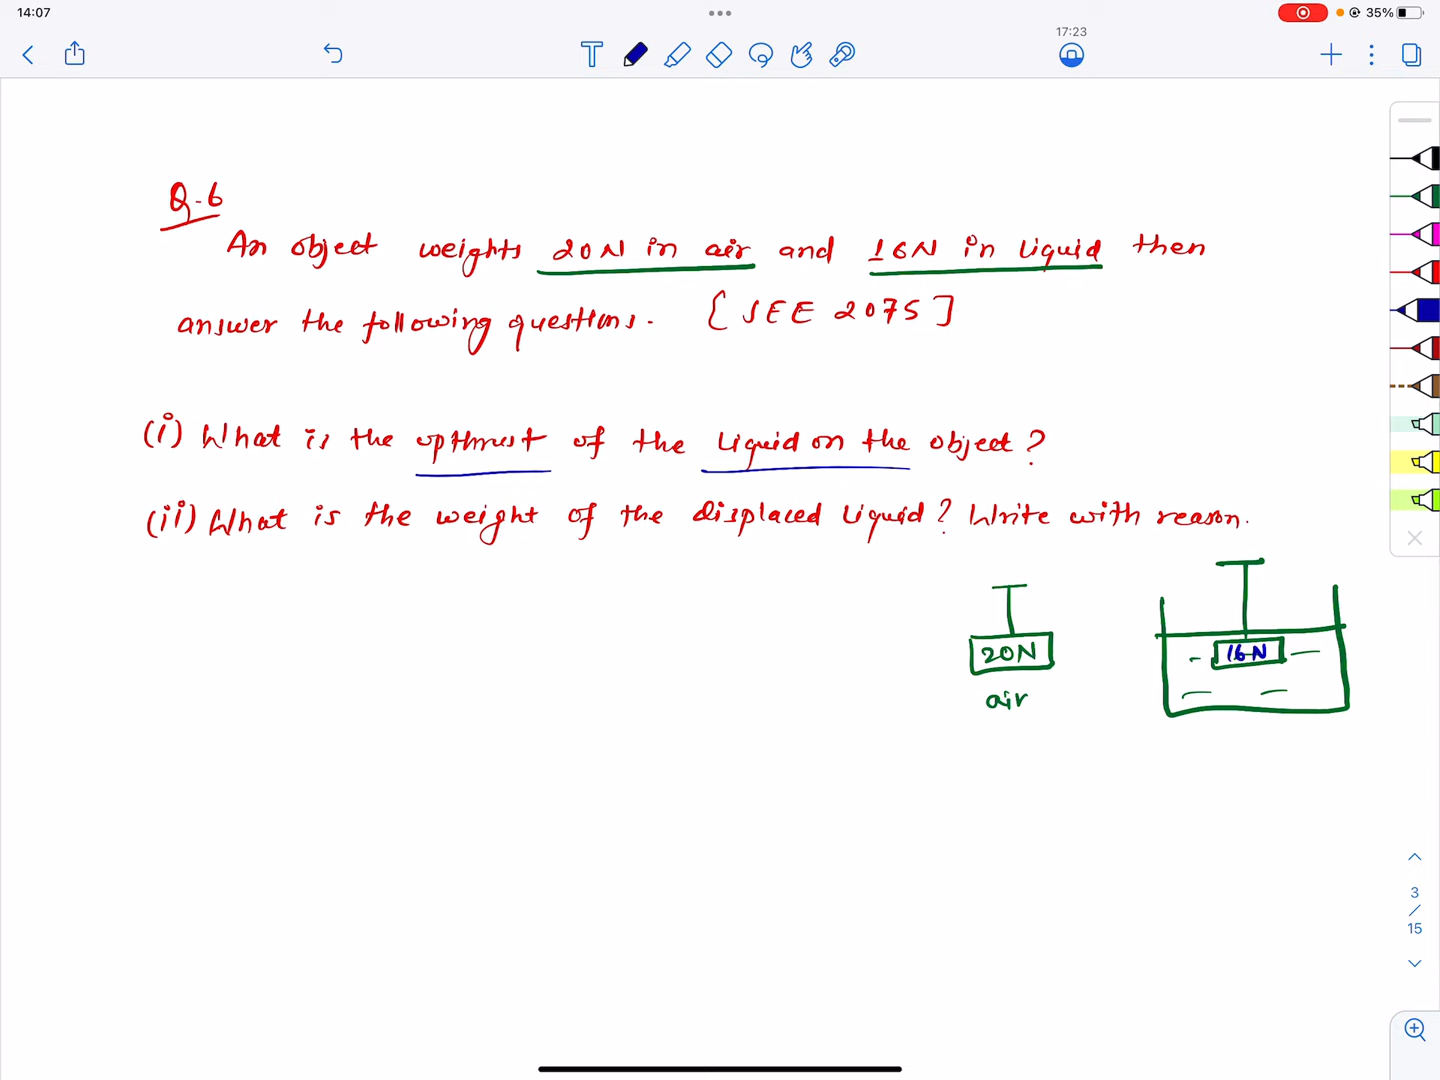 14:07
35%
17:23
Q.6
An object weights 20N in air and 16N in liquid then
answer the following questions. [SEE 2075]
(i) What is the upthrust of the liquid on the object?
(ii) What is the weight of the displaced liquid? Write with reason.
20N
16N
air
3
/
15